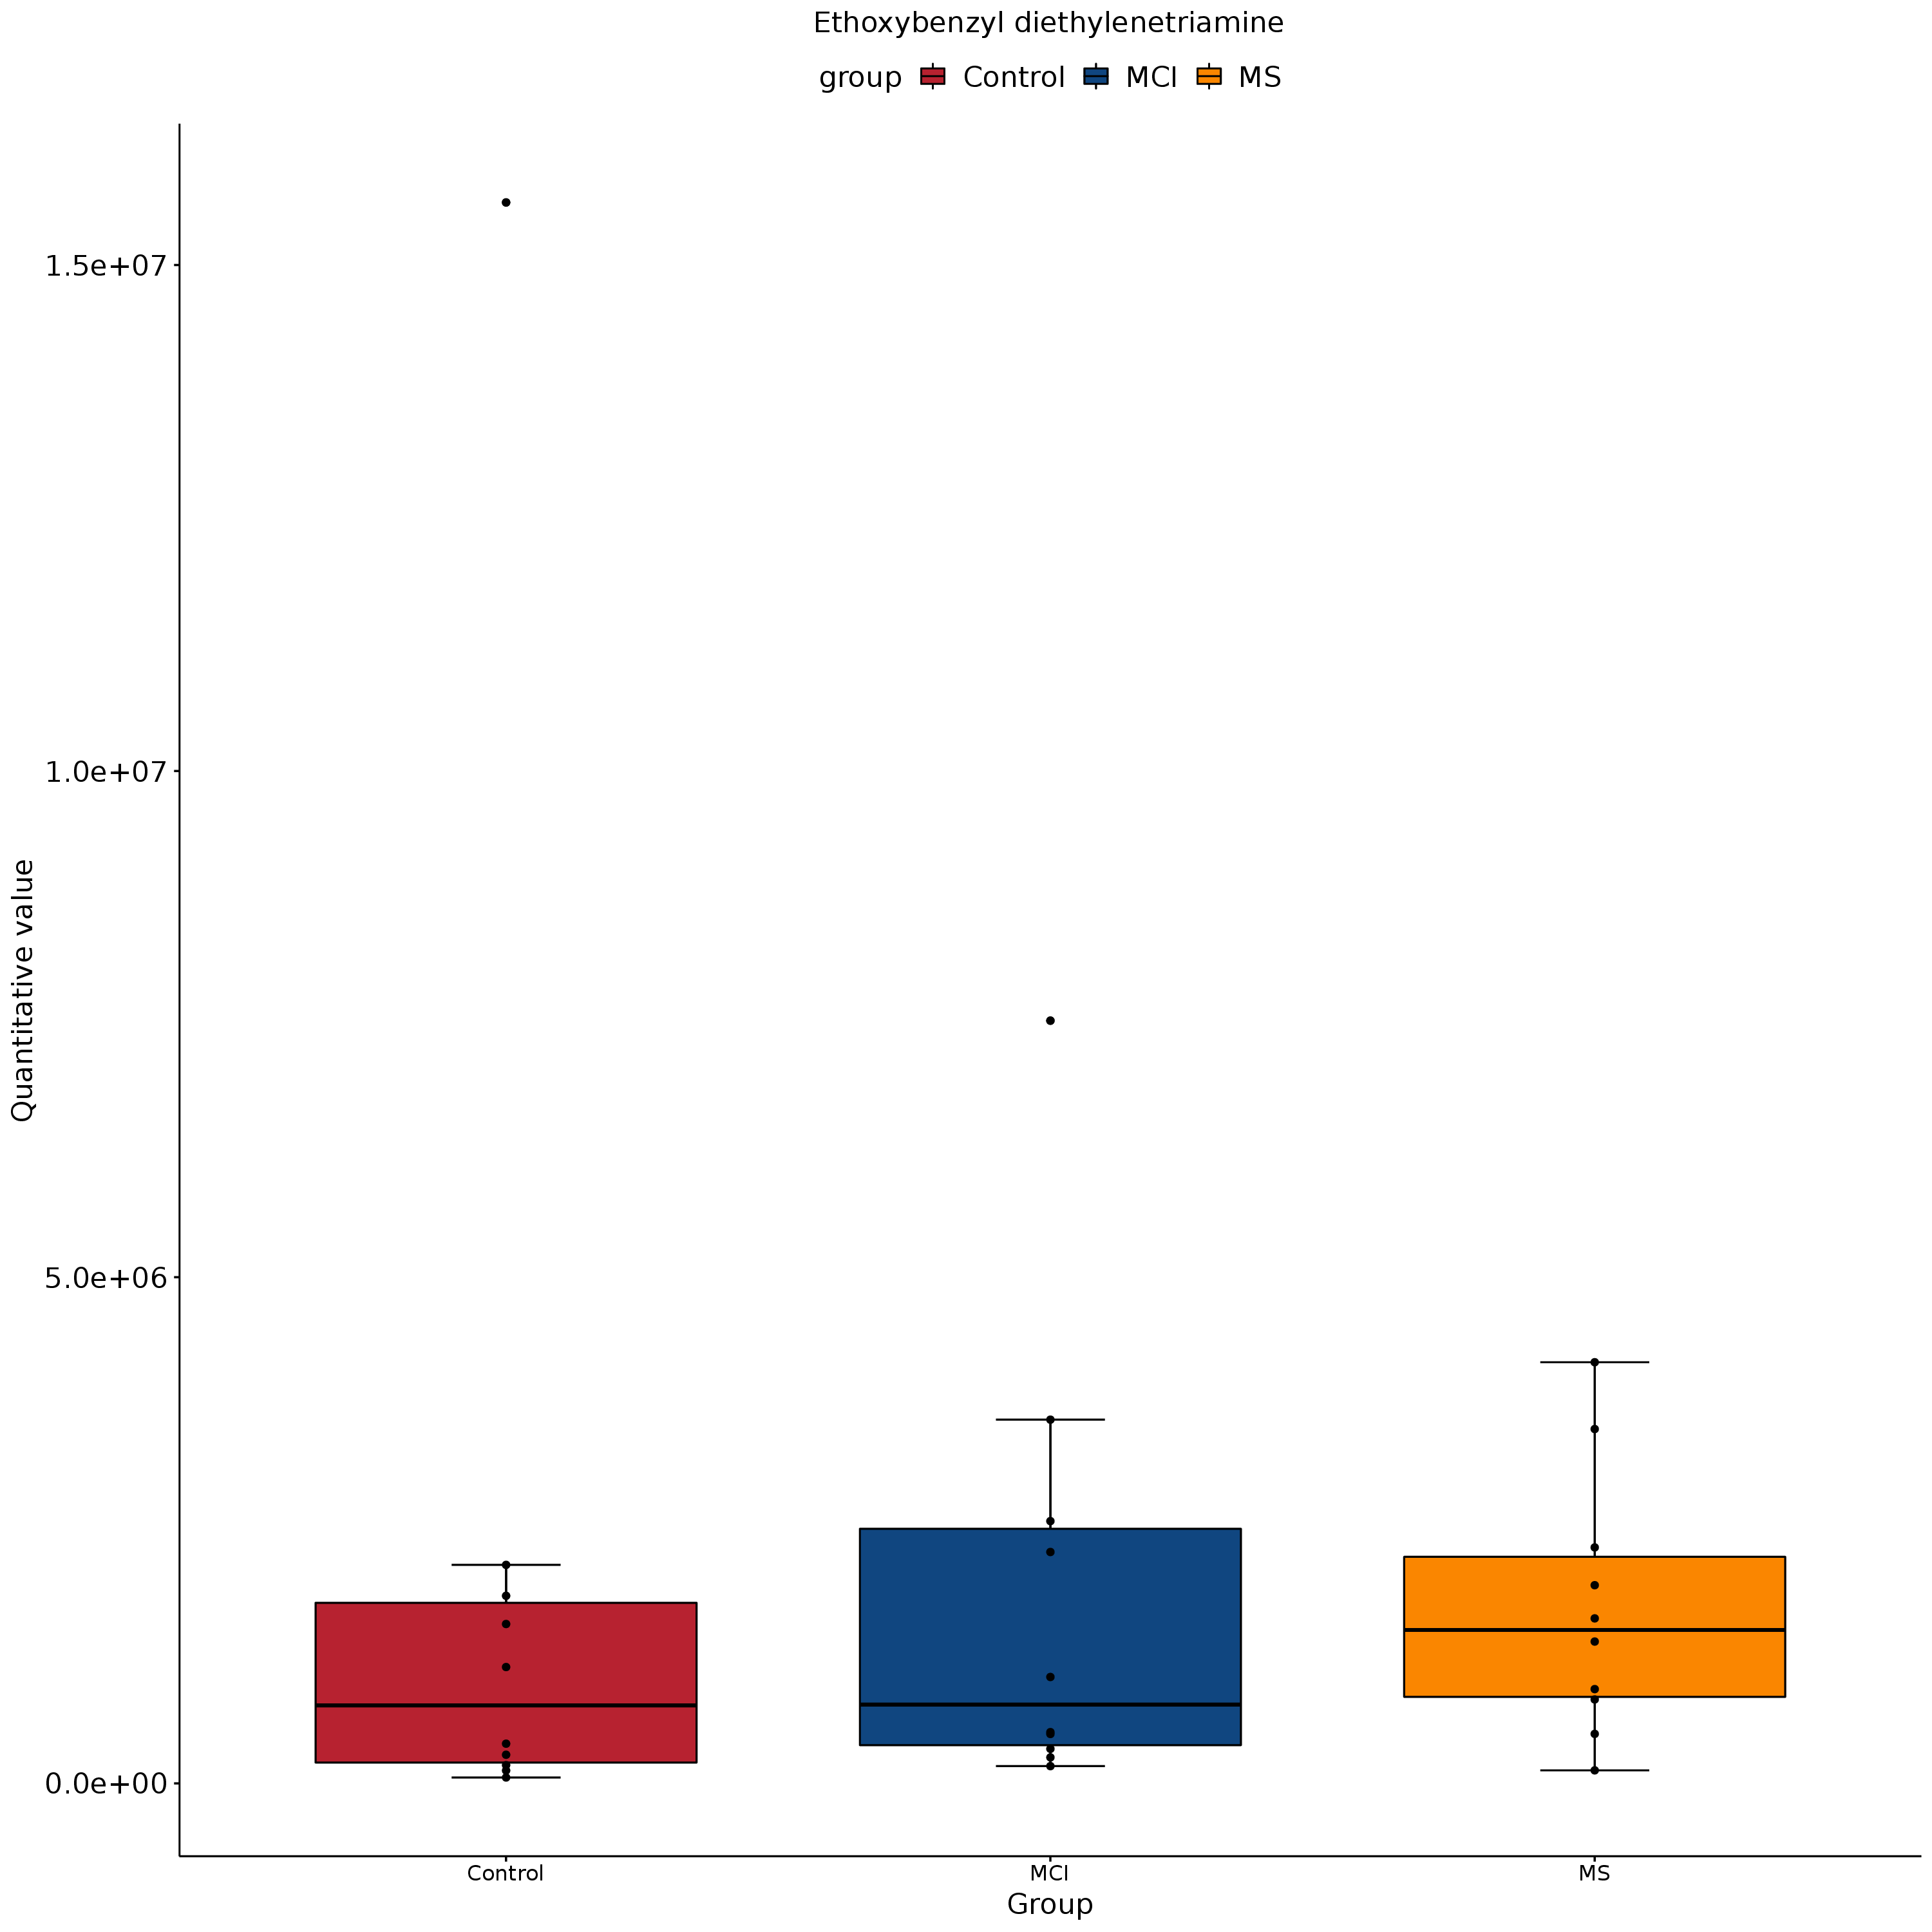 Ethoxybenzyl diethylenetriamine
group Control MCI MS
1.5e+07
1.0e+07
5.0e+06
0.0e+00
Quantitative value
Control MCI MS
Group